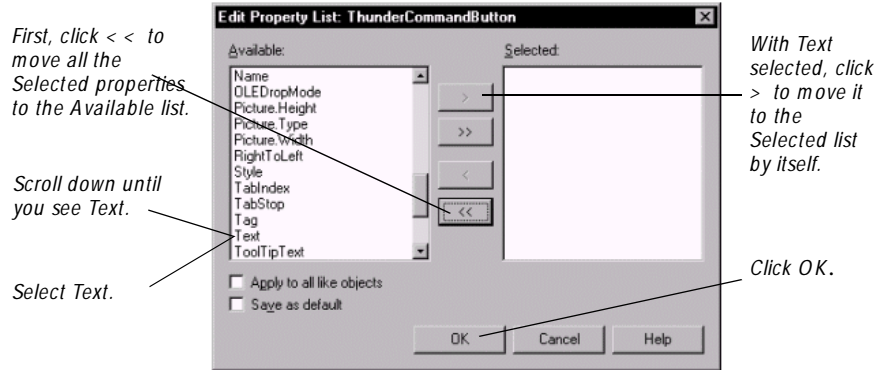 Edit Property List: ThunderCommandButton
First, click < < to
move all the
Selected properties
to the Available list.
Scroll down until
you see Text.
Select Text.
Available:
Name
OLEDropMode
Picture.Height
Picture.Type
Picture.Width
RightToLeft
Style
TabIndex
TabStop
Tag
Text
ToolTipText
>
>>
<
<<
Selected:
Apply to all like objects
Save as default
OK
Cancel
Help
With Text
selected, click
> to move it
to the
Selected list
by itself.
Click OK.